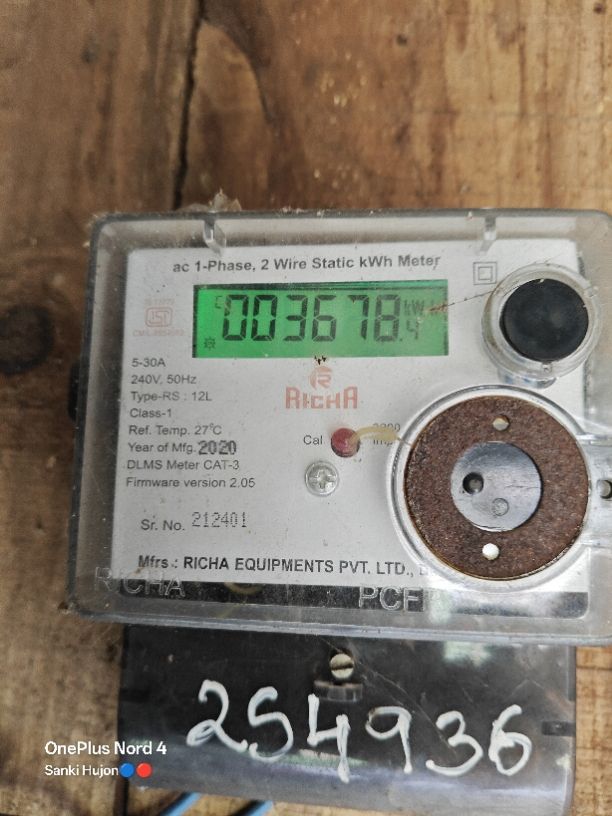 ac 1-Phase, 2 Wire Static kWh Meter
003678.4 kW
5-30A
240V, 50Hz
Type-RS : 12L
Class-1
Ref. Temp. 27°C
Year of Mfg. 2020
DLMS Meter CAT-3
Firmware version 2.05
RICHA
Cal
Sr. No. 212401
Mfrs : RICHA EQUIPMENTS PVT. LTD.,
RICHA
254936
OnePlus Nord 4
Sanki Hujon